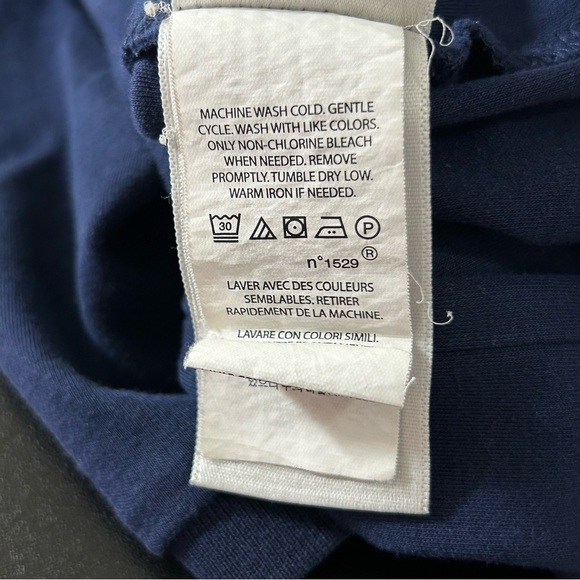 MACHINE WASH COLD. GENTLE
CYCLE. WASH WITH LIKE COLORS.
ONLY NON-CHLORINE BLEACH
WHEN NEEDED. REMOVE
PROMPTLY. TUMBLE DRY LOW.
WARM IRON IF NEEDED.
30 P
n°1529 ®
LAVER AVEC DES COULEURS
SEMBLABLES. RETIRER
RAPIDEMENT DE LA MACHINE.
LAVARE CON COLORI SIMILI.